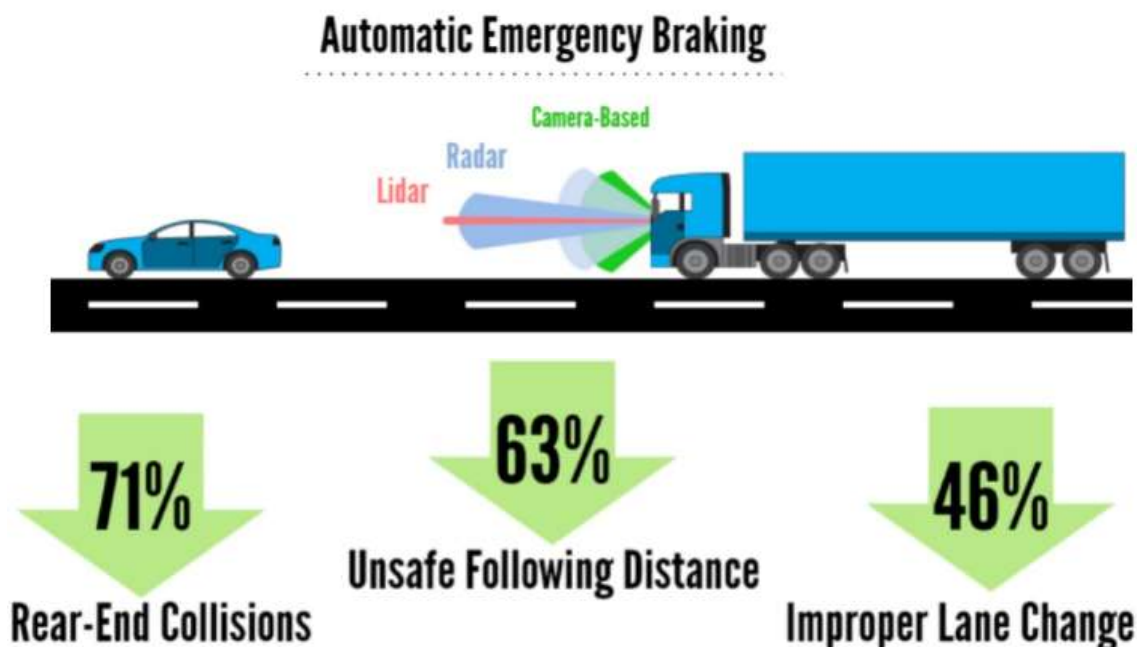 Automatic Emergency Braking
Camera-Based
Radar
Lidar
71%
63%
46%
Rear-End Collisions
Unsafe Following Distance
Improper Lane Change